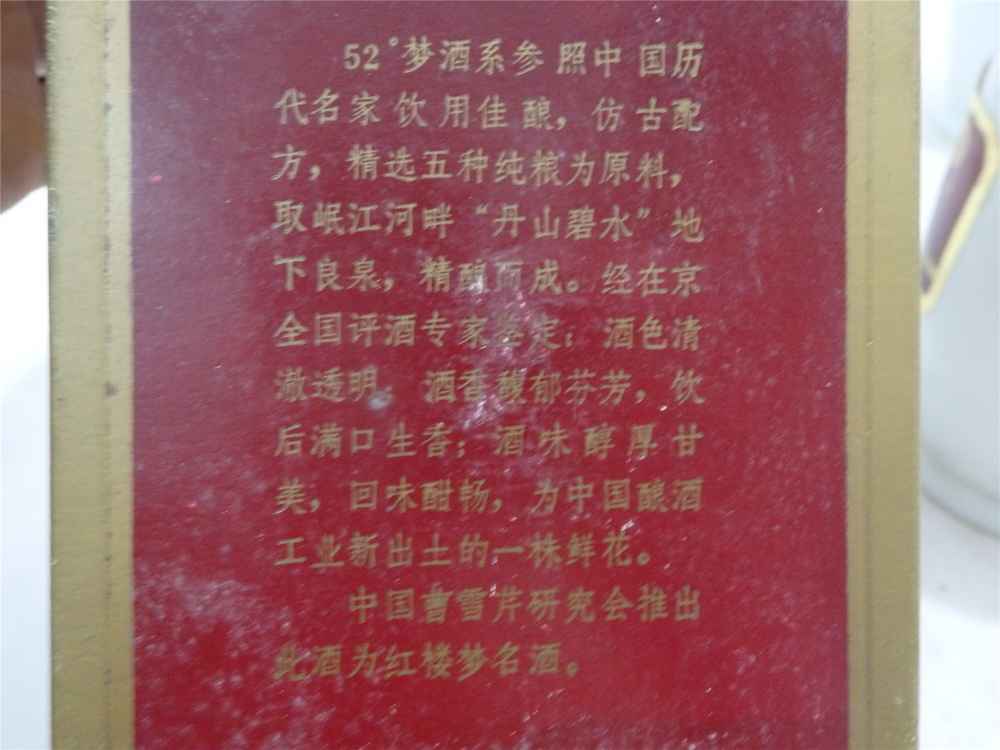 52°梦酒系参照中国历
代名家饮用佳酿，仿古配
方，精选五种纯粮为原料，
取岷江河畔“丹山碧水”地
下良泉，精酿而成。经在京
全国评酒专家鉴定：酒色清
澈透明，酒香馥郁芬芳，饮
后满口生香；酒味醇厚甘
美，回味酣畅，为中国酿酒
工业新出土的一株鲜花。
中国曹雪芹研究会推出
此酒为红楼梦名酒。